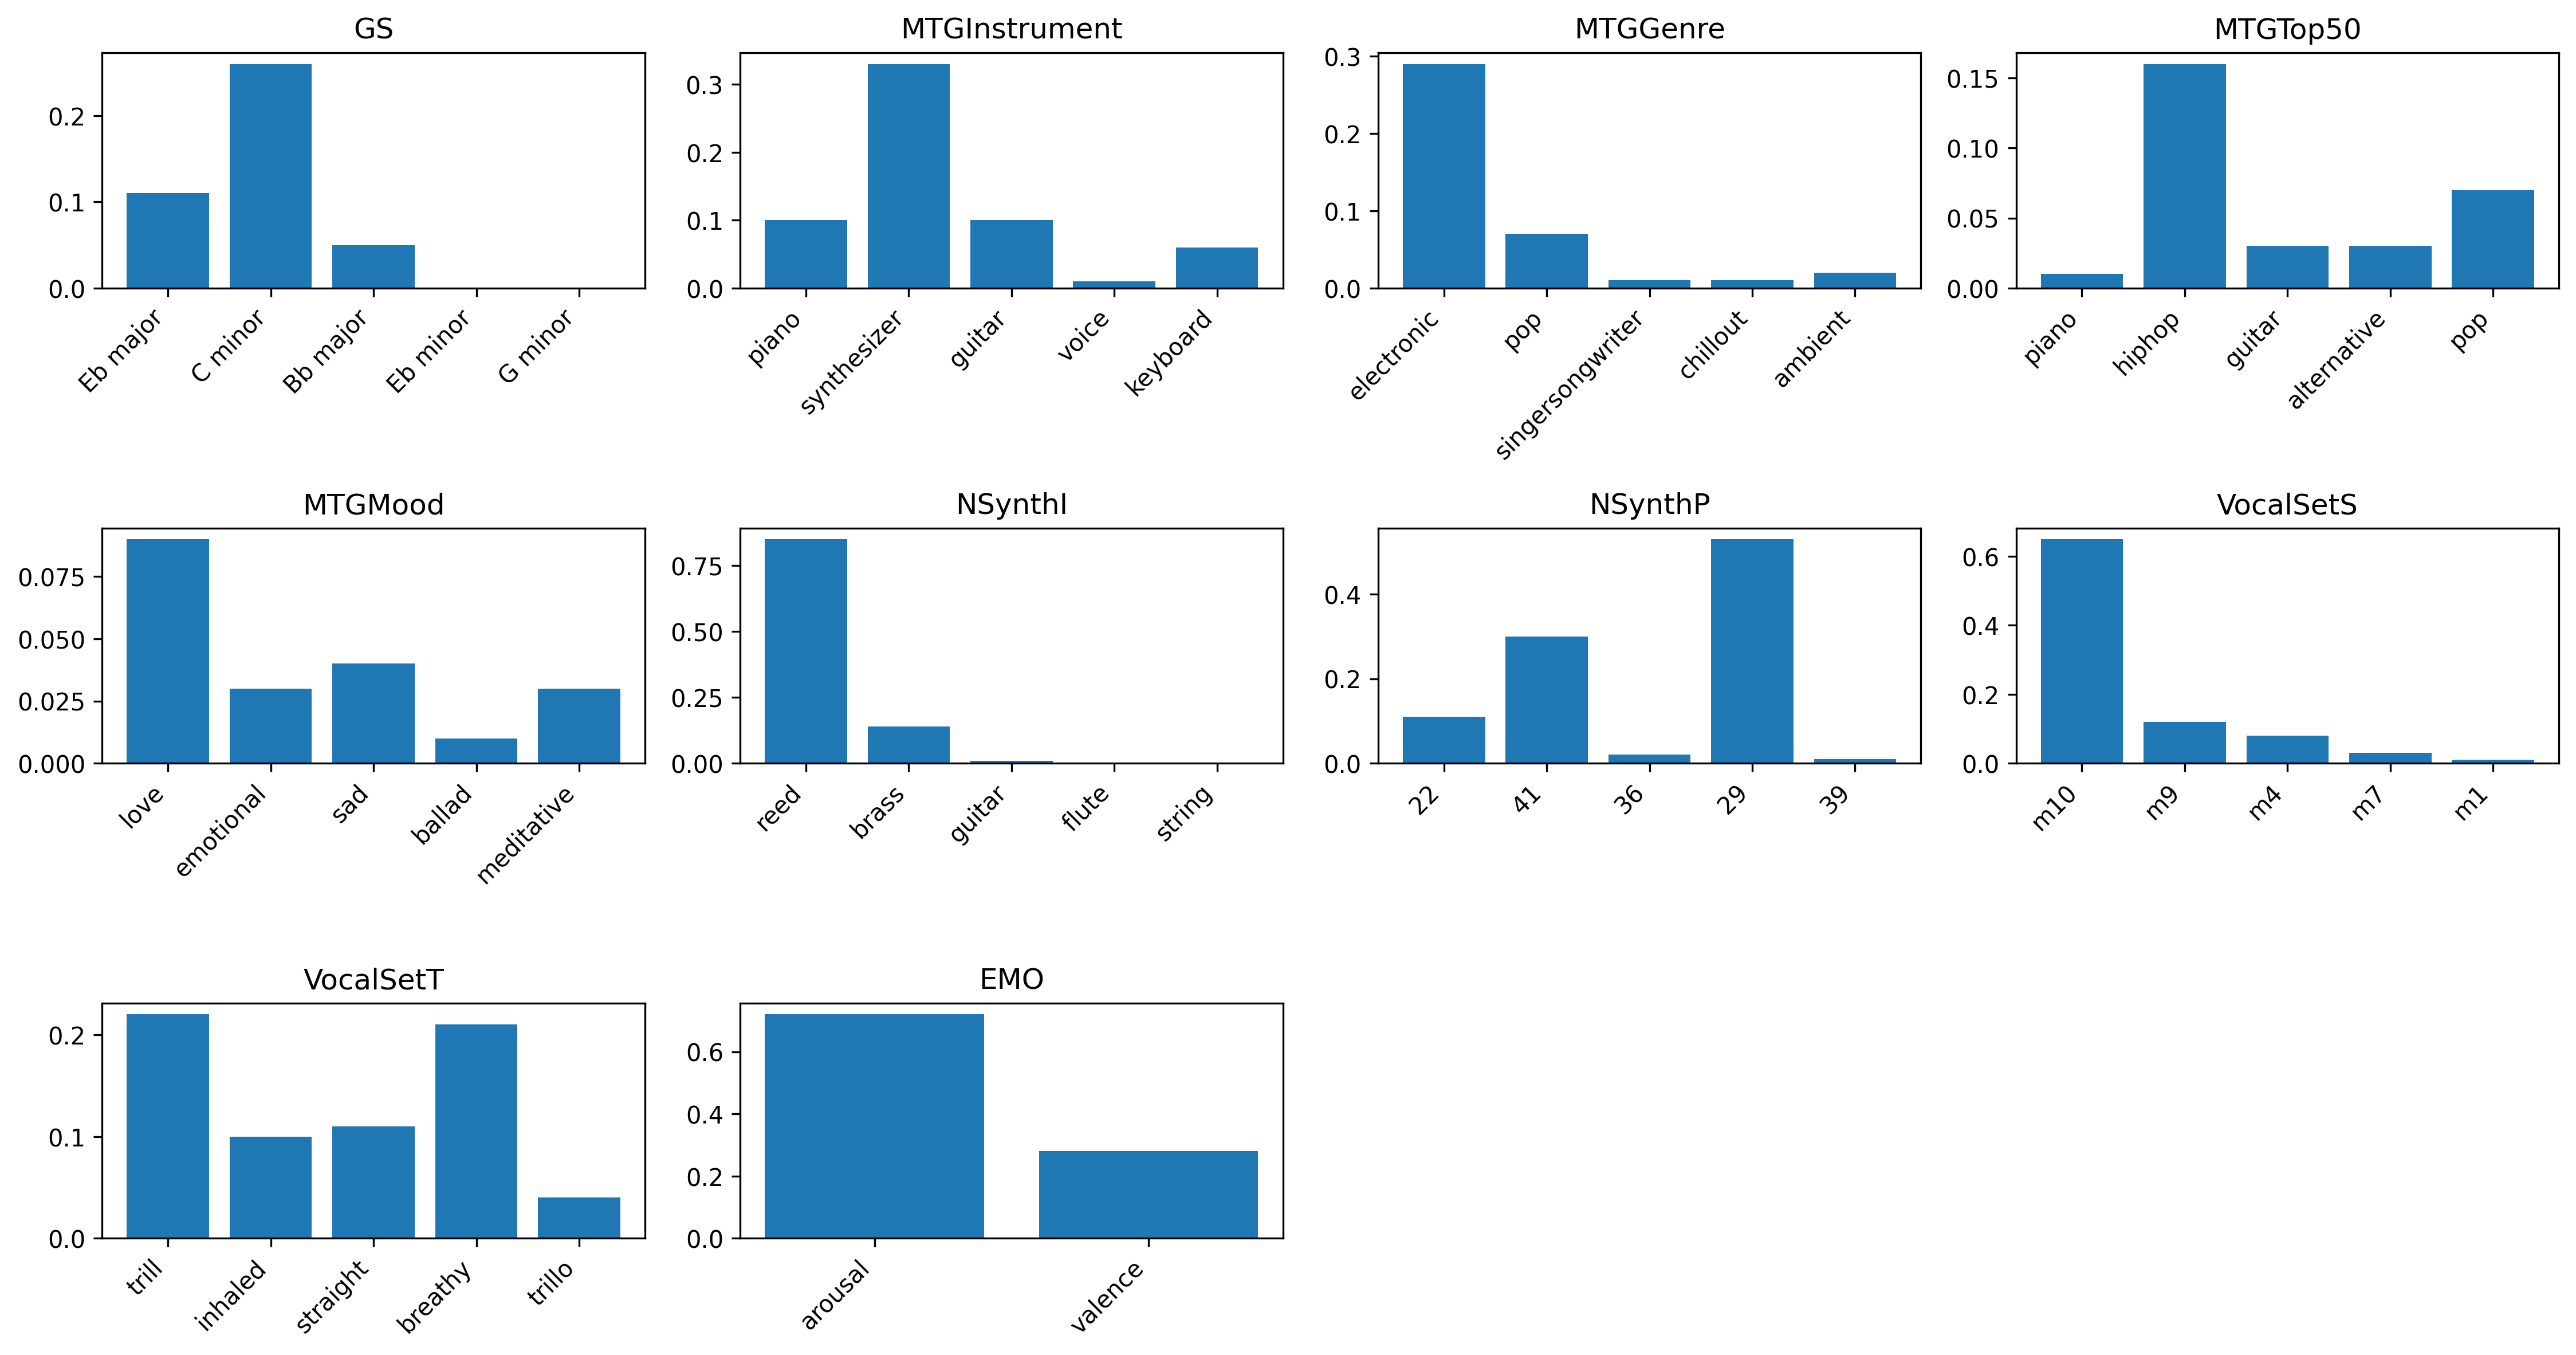 GS
0.2
0.1
0.0
Eb major
C minor
Bb major
Eb minor
G minor
MTGInstrument
0.3
0.2
0.1
0.0
piano
synthesizer
guitar
voice
keyboard
MTGGenre
0.3
0.2
0.1
0.0
electronic
pop
singersongwriter
chillout
ambient
MTGTop50
0.15
0.10
0.05
0.00
piano
hiphop
guitar
alternative
pop
MTGMood
0.075
0.050
0.025
0.000
love
emotional
sad
ballad
meditative
NSynthI
0.75
0.50
0.25
0.00
reed
brass
guitar
flute
string
NSynthP
0.4
0.2
0.0
22
41
36
29
39
VocalSetS
0.6
0.4
0.2
0.0
m10
m9
m4
m7
m1
VocalSetT
0.2
0.1
0.0
trill
inhaled
straight
breathy
trillo
EMO
0.6
0.4
0.2
0.0
arousal
valence